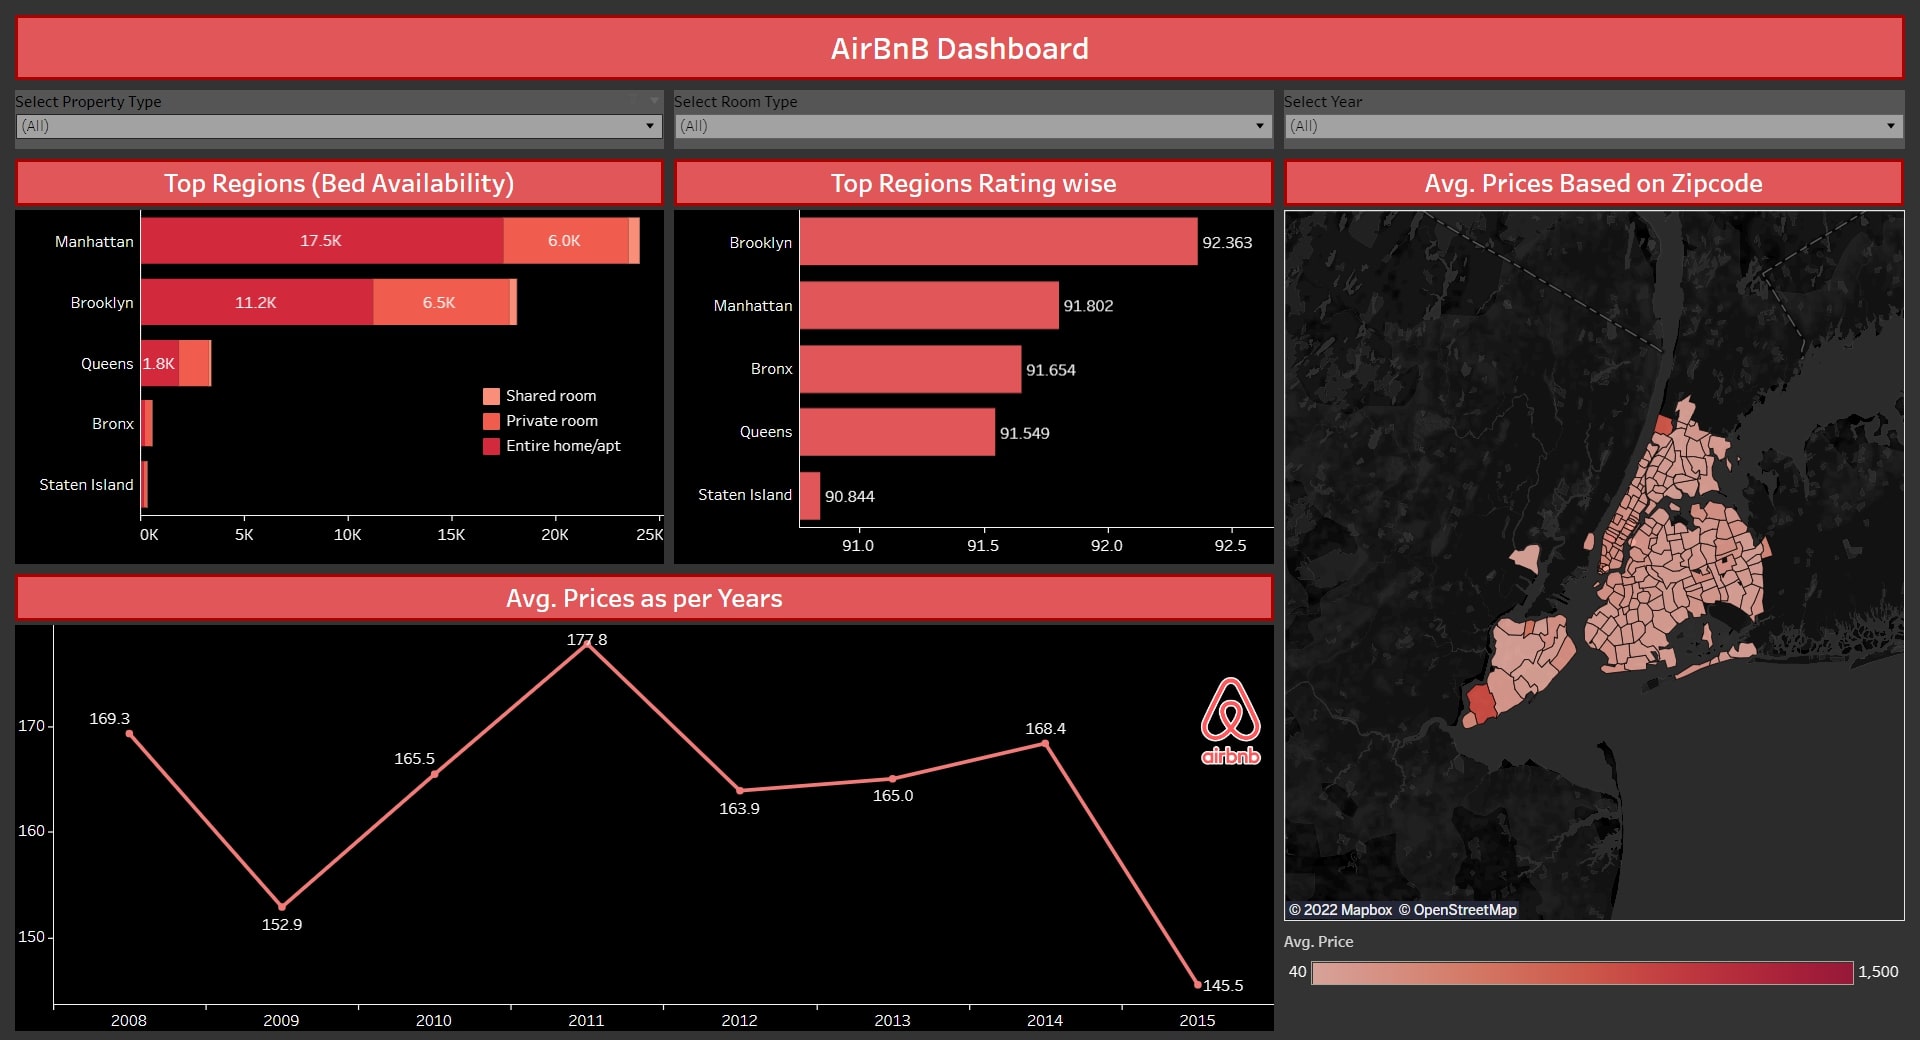 AirBnB Dashboard
Select Property Type
(All)
Select Room Type
(All)
Select Year
(All)
Top Regions (Bed Availability)
Manhattan 17.5K 6.0K
Brooklyn 11.2K 6.5K
Queens 1.8K
Bronx
Staten Island
Shared room
Private room
Entire home/apt
0K 5K 10K 15K 20K 25K
Top Regions Rating wise
Brooklyn 92.363
Manhattan 91.802
Bronx 91.654
Queens 91.549
Staten Island 90.844
91.0 91.5 92.0 92.5
Avg. Prices Based on Zipcode
© 2022 Mapbox © OpenStreetMap
Avg. Price
40 1,500
Avg. Prices as per Years
170
160
150
169.3
152.9
165.5
177.8
163.9
165.0
168.4
145.5
airbnb
2008 2009 2010 2011 2012 2013 2014 2015